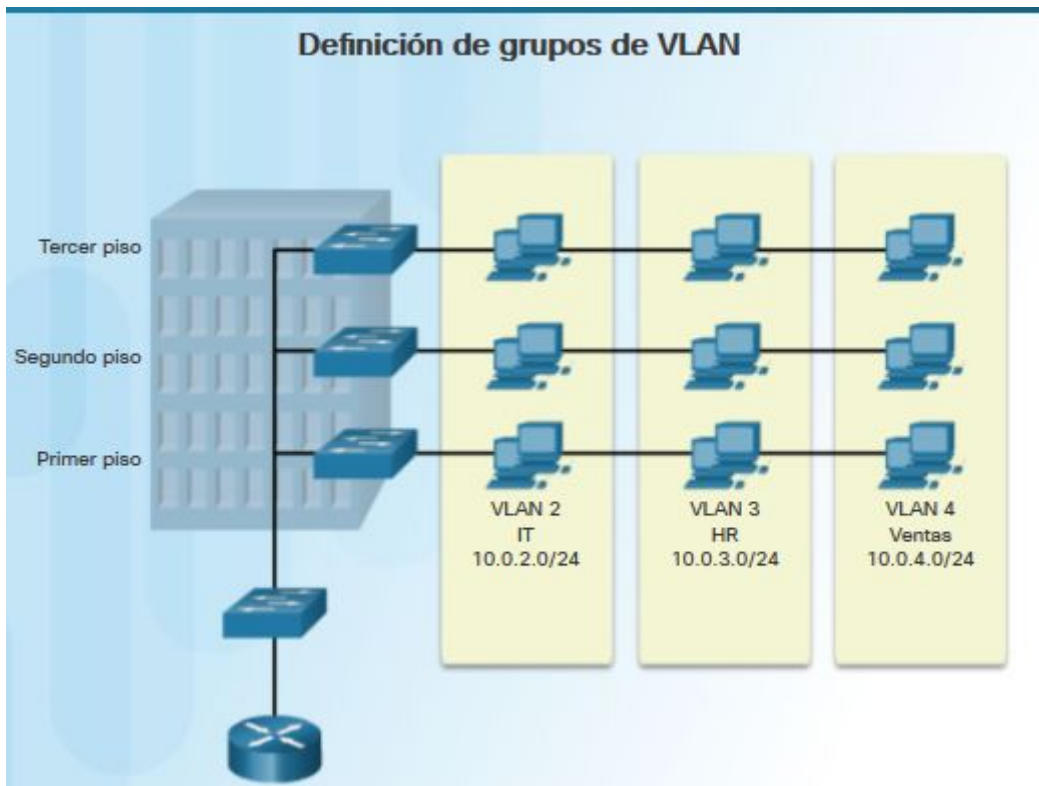 Definición de grupos de VLAN
Tercer piso
Segundo piso
Primer piso
VLAN 2
IT
10.0.2.0/24
VLAN 3
HR
10.0.3.0/24
VLAN 4
Ventas
10.0.4.0/24